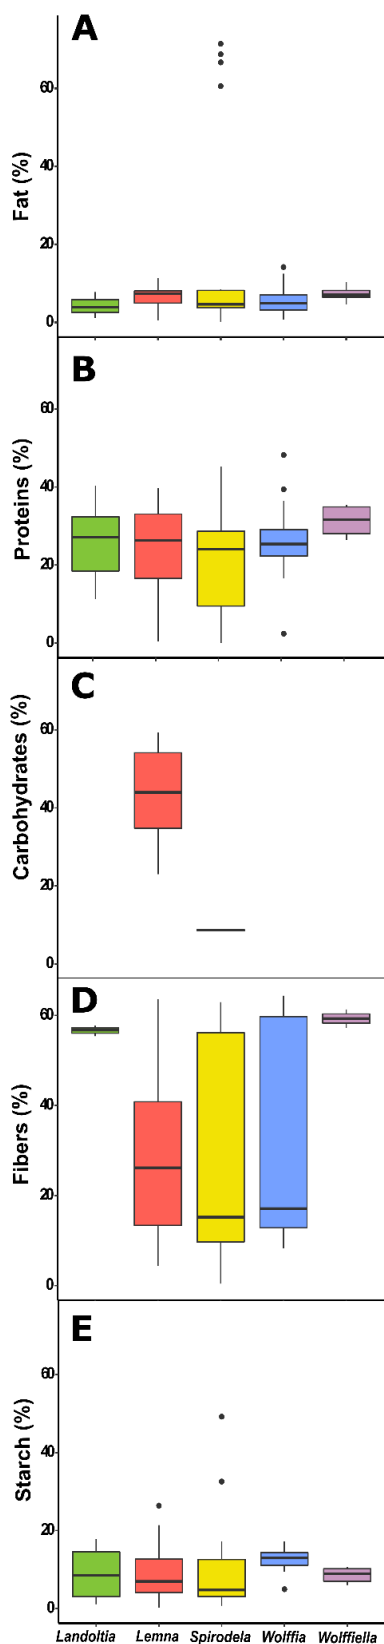 A
Fat (%)
60
40
20
0
B
Proteins (%)
60
40
20
0
C
Carbohydrates (%)
60
40
20
0
D
Fibers (%)
60
40
20
0
E
Starch (%)
60
40
20
0
Landoltia Lemna Spirodela Wolffia Wolffiella